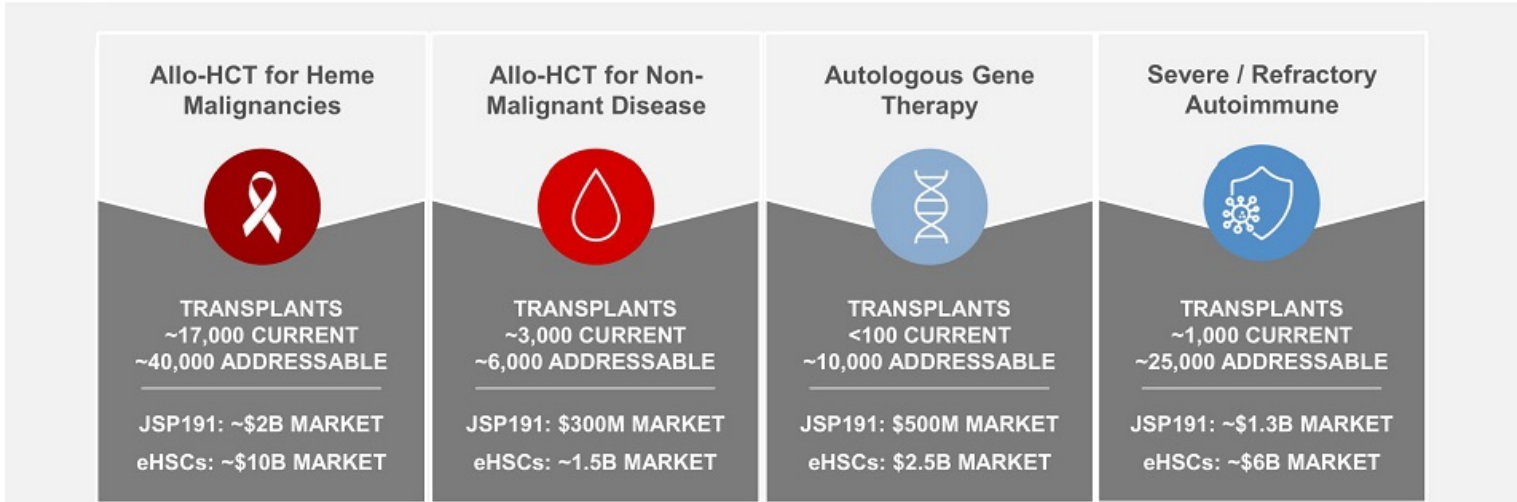 Allo-HCT for Heme
Malignancies
TRANSPLANTS
~17,000 CURRENT
~40,000 ADDRESSABLE
JSP191: ~$2B MARKET
eHSCs: ~$10B MARKET
Allo-HCT for Non-
Malignant Disease
TRANSPLANTS
~3,000 CURRENT
~6,000 ADDRESSABLE
JSP191: $300M MARKET
eHSCs: ~1.5B MARKET
Autologous Gene
Therapy
TRANSPLANTS
<100 CURRENT
~10,000 ADDRESSABLE
JSP191: $500M MARKET
eHSCs: $2.5B MARKET
Severe / Refractory
Autoimmune
TRANSPLANTS
~1,000 CURRENT
~25,000 ADDRESSABLE
JSP191: ~$1.3B MARKET
eHSCs: ~$6B MARKET